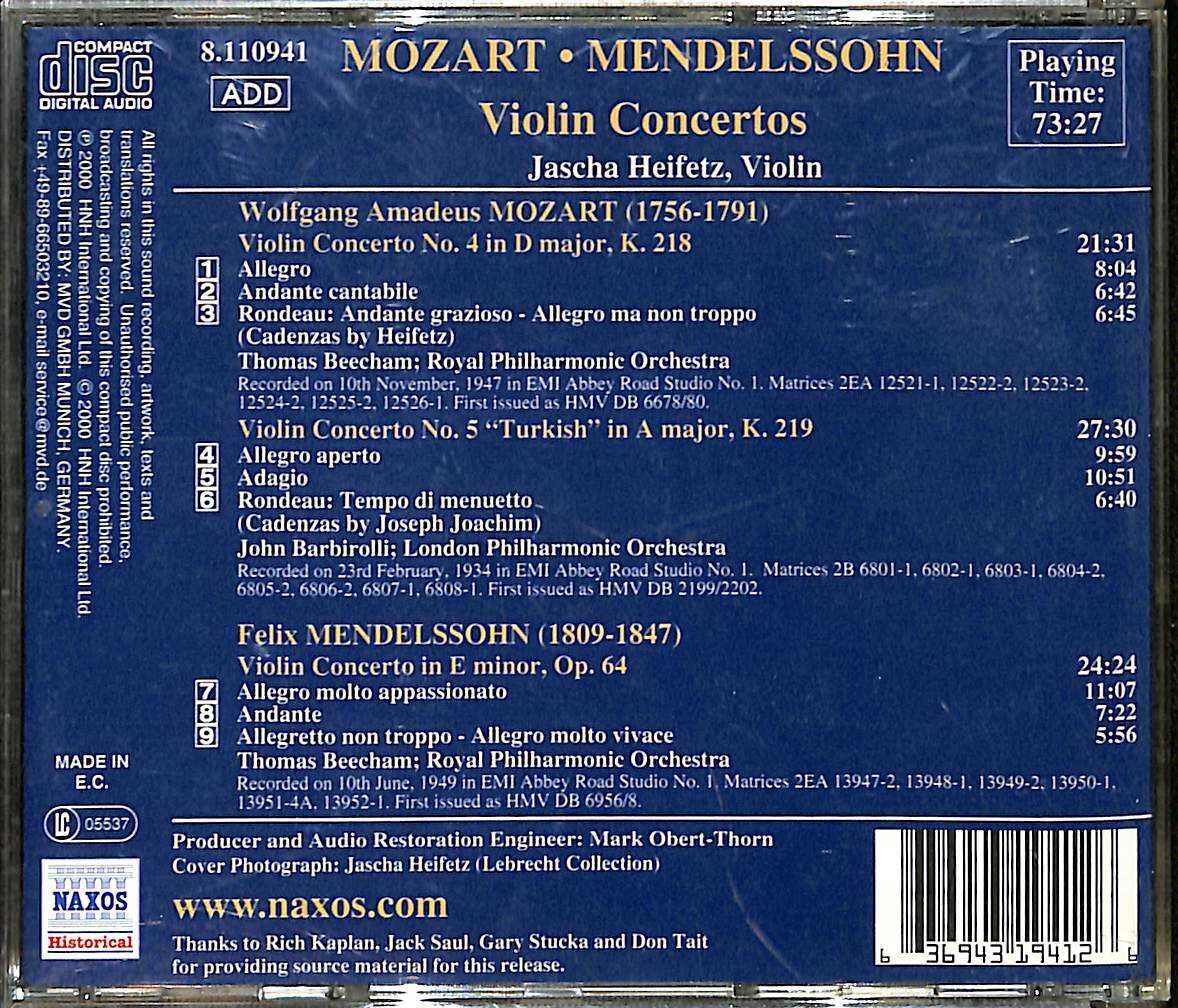 COMPACT
disc
DIGITAL AUDIO
8.110941
ADD
MOZART • MENDELSSOHN
Violin Concertos
Jascha Heifetz, Violin
Playing
Time:
73:27
All rights in this sound recording, artwork, texts and
translations reserved. Unauthorised public performance,
broadcasting and copying of this compact disc prohibited.
℗ 2000 HNH International Ltd. © 2000 HNH International Ltd.
DISTRIBUTED BY: MVD GMBH MUNICH, GERMANY.
Fax +49-89-66503210, e-mail service@mvd.de
Wolfgang Amadeus MOZART (1756-1791)
Violin Concerto No. 4 in D major, K. 218 21:31
1 Allegro 8:04
2 Andante cantabile 6:42
3 Rondeau: Andante grazioso - Allegro ma non troppo 6:45
(Cadenzas by Heifetz)
Thomas Beecham; Royal Philharmonic Orchestra
Recorded on 10th November, 1947 in EMI Abbey Road Studio No. 1. Matrices 2EA 12521-1, 12522-2, 12523-2,
12524-2, 12525-2, 12526-1. First issued as HMV DB 6678/80.
Violin Concerto No. 5 “Turkish” in A major, K. 219 27:30
4 Allegro aperto 9:59
5 Adagio 10:51
6 Rondeau: Tempo di menuetto 6:40
(Cadenzas by Joseph Joachim)
John Barbirolli; London Philharmonic Orchestra
Recorded on 23rd February, 1934 in EMI Abbey Road Studio No. 1. Matrices 2B 6801-1, 6802-1, 6803-1, 6804-2,
6805-2, 6806-2, 6807-1, 6808-1. First issued as HMV DB 2199/2202.
Felix MENDELSSOHN (1809-1847)
Violin Concerto in E minor, Op. 64 24:24
7 Allegro molto appassionato 11:07
8 Andante 7:22
9 Allegretto non troppo - Allegro molto vivace 5:56
Thomas Beecham; Royal Philharmonic Orchestra
Recorded on 10th June, 1949 in EMI Abbey Road Studio No. 1, Matrices 2EA 13947-2, 13948-1, 13949-2, 13950-1,
13951-4A, 13952-1. First issued as HMV DB 6956/8.
MADE IN
E.C.
LC 05537
NAXOS
Historical
Producer and Audio Restoration Engineer: Mark Obert-Thorn
Cover Photograph: Jascha Heifetz (Lebrecht Collection)
www.naxos.com
Thanks to Rich Kaplan, Jack Saul, Gary Stucka and Don Tait
for providing source material for this release.
6 36943 19412 6